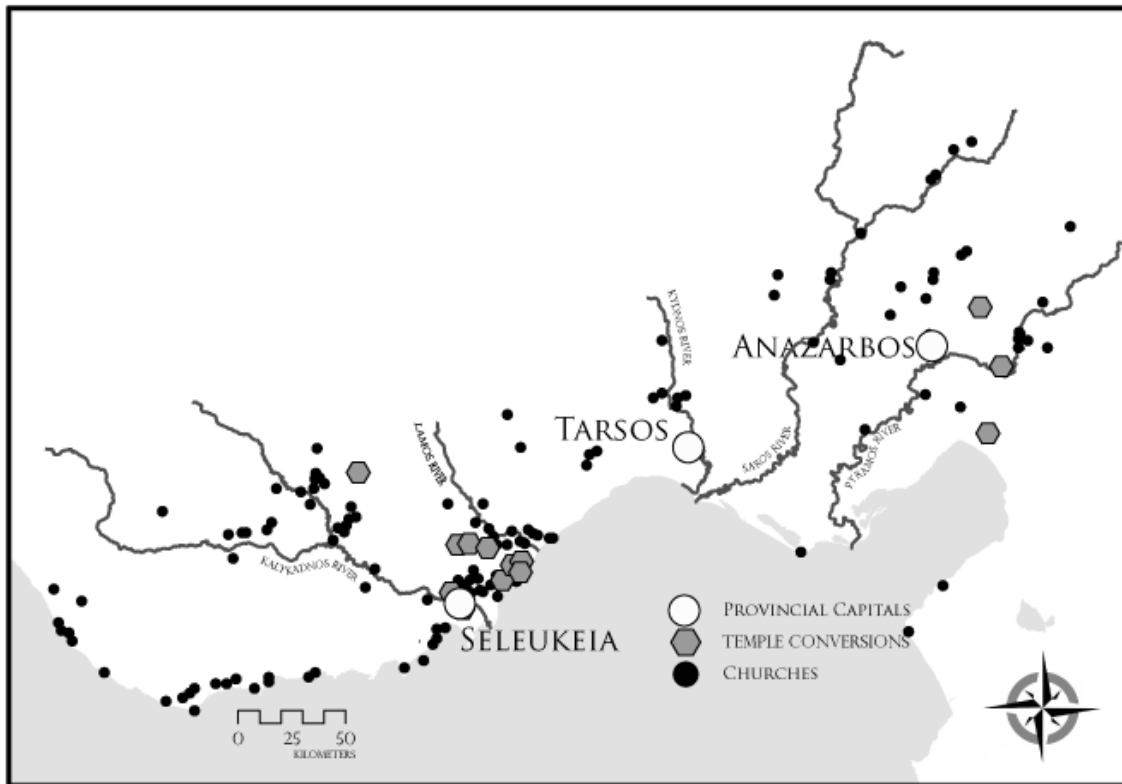 KYDNOS RIVER
ANAZARBOS
LAMOS RIVER
TARSOS
SAROS RIVER
PYRAMOS RIVER
KALYKADNOS RIVER
SELEUKEIA
PROVINCIAL CAPITALS
TEMPLE CONVERSIONS
CHURCHES
0 25 50
KILOMETERS